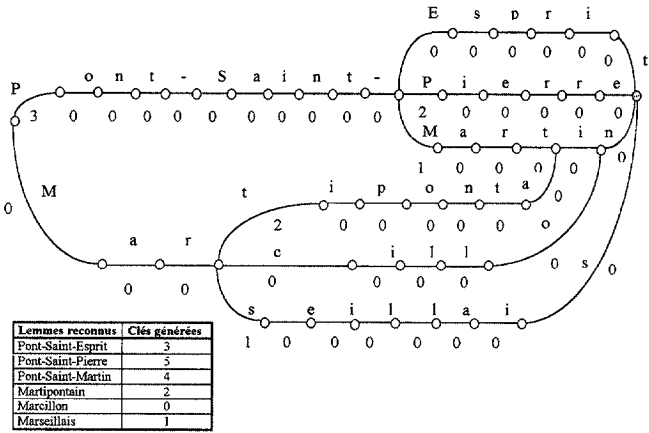 E s p r i t
0 0 0 0 0 0
P o n t - S a i n t - P i e r r e
3 0 0 0 0 0 0 0 0 0 0 2 0 0 0 0 0
M a r t i n
1 0 0 0 0 0
M
0
t i p o n t a
2 0 0 0 0 0 0
a r c i l l o
0 0 0 0 0 0 0
s e i l l a i s
1 0 0 0 0 0 0 0
Lemmes reconnus Clés générées
Pont-Saint-Esprit 3
Pont-Saint-Pierre 5
Pont-Saint-Martin 4
Martipontain 2
Marcillon 0
Marseillais 1